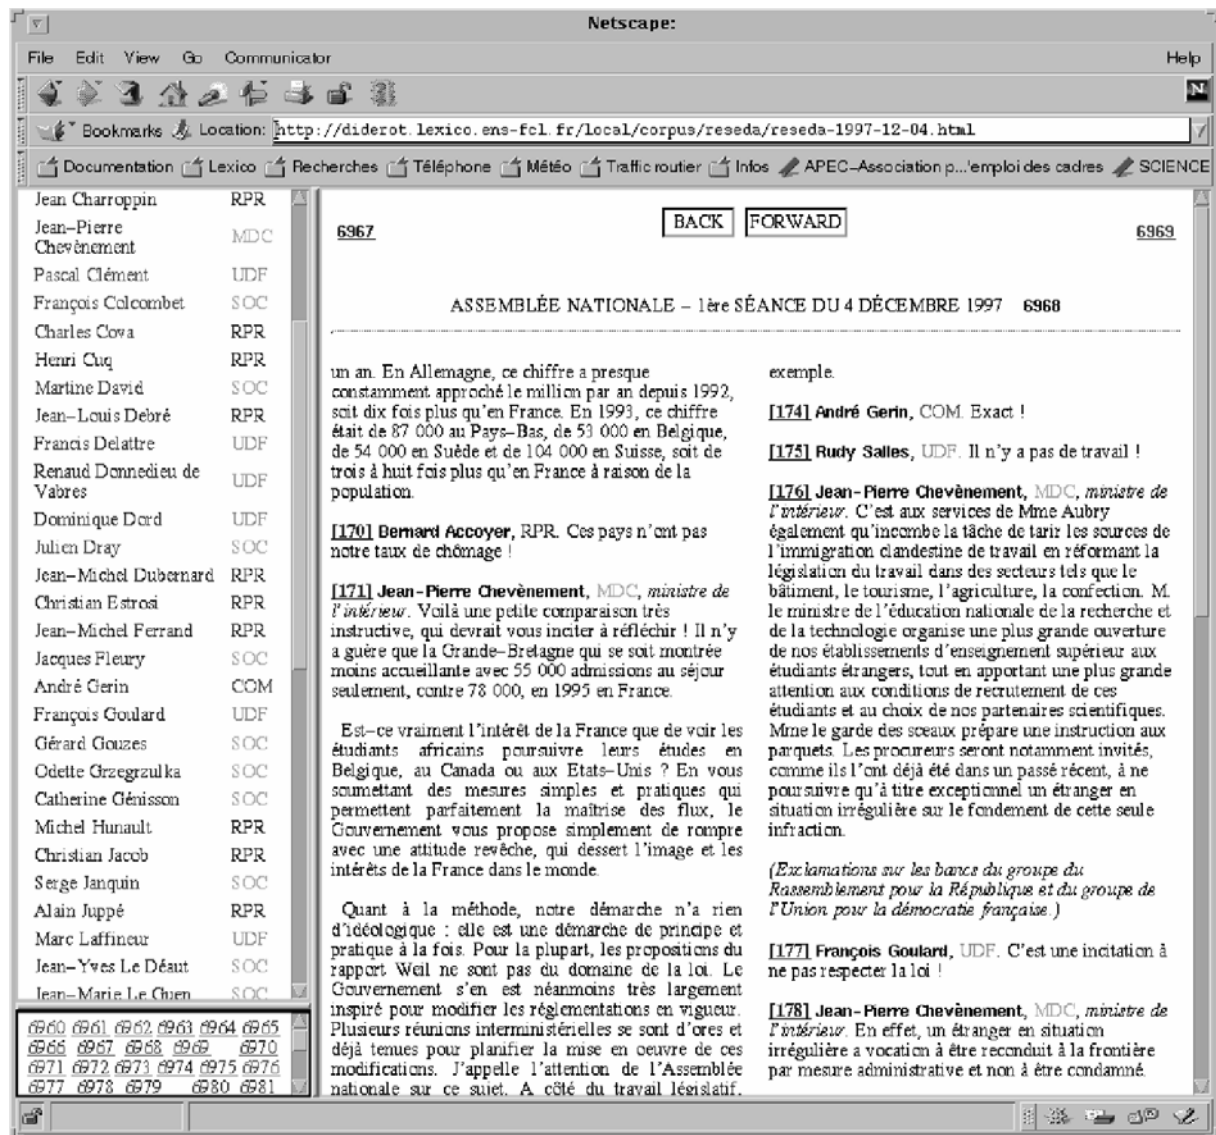 Netscape:
File Edit View Go Communicator Help
N
Bookmarks Location: http://diderot.lexico.ens-fcl.fr/local/corpus/reseda/reseda-1997-12-04.html
Documentation Lexico Recherches Téléphone Météo Traffic routier Infos APEC-Association p...'emploi des cadres SCIENCE
Jean Charroppin RPR
Jean-Pierre
Chevènement MDC
Pascal Clément UDF
François Colcombet SOC
Charles Cova RPR
Henri Cuq RPR
Martine David SOC
Jean-Louis Debré RPR
Francis Delattre UDF
Renaud Donnedieu de
Vabres UDF
Dominique Dord UDF
Julien Dray SOC
Jean-Michel Dubernard RPR
Christian Estrosi RPR
Jean-Michel Ferrand RPR
Jacques Fleury SOC
André Gerin COM
François Goulard UDF
Gérard Gouzes SOC
Odette Grzegrzulka SOC
Catherine Génisson SOC
Michel Hunault RPR
Christian Jacob RPR
Serge Janquin SOC
Alain Juppé RPR
Marc Laffineur UDF
Jean-Yves Le Déaut SOC
Jean-Marie Le Guen SOC
6960 6961 6962 6963 6964 6965
6966 6967 6968 6969 6970
6971 6972 6973 6974 6975 6976
6977 6978 6979 6980 6981
6967 BACK FORWARD 6969
ASSEMBLÉE NATIONALE – 1ère SÉANCE DU 4 DÉCEMBRE 1997 6968
un an. En Allemagne, ce chiffre a presque
constamment approché le million par an depuis 1992,
soit dix fois plus qu'en France. En 1993, ce chiffre
était de 87 000 au Pays-Bas, de 53 000 en Belgique,
de 54 000 en Suède et de 104 000 en Suisse, soit de
trois à huit fois plus qu'en France à raison de la
population.
[170] Bernard Accoyer, RPR. Ces pays n'ont pas
notre taux de chômage !
[171] Jean-Pierre Chevènement, MDC, ministre de
l'intérieur. Voilà une petite comparaison très
instructive, qui devrait vous inciter à réfléchir ! Il n'y
a guère que la Grande-Bretagne qui se soit montrée
moins accueillante avec 55 000 admissions au séjour
seulement, contre 78 000, en 1995 en France.
Est-ce vraiment l'intérêt de la France que de voir les
étudiants africains poursuivre leurs études en
Belgique, au Canada ou aux Etats-Unis ? En vous
soumettant des mesures simples et pratiques qui
permettent parfaitement la maîtrise des flux, le
Gouvernement vous propose simplement de rompre
avec une attitude revêche, qui dessert l'image et les
intérêts de la France dans le monde.
Quant à la méthode, notre démarche n'a rien
d'idéologique : elle est une démarche de principe et
pratique à la fois. Pour la plupart, les propositions du
rapport Weil ne sont pas du domaine de la loi. Le
Gouvernement s'en est néanmoins très largement
inspiré pour modifier les réglementations en vigueur.
Plusieurs réunions interministérielles se sont d'ores et
déjà tenues pour planifier la mise en oeuvre de ces
modifications. J'appelle l'attention de l'Assemblée
nationale sur ce sujet. A côté du travail législatif,
exemple.
[174] André Gerin, COM. Exact !
[175] Rudy Salles, UDF. Il n'y a pas de travail !
[176] Jean-Pierre Chevènement, MDC, ministre de
l'intérieur. C'est aux services de Mme Aubry
également qu'incombe la tâche de tarir les sources de
l'immigration clandestine de travail en réformant la
législation du travail dans des secteurs tels que le
bâtiment, le tourisme, l'agriculture, la confection. M.
le ministre de l'éducation nationale de la recherche et
de la technologie organise une plus grande ouverture
de nos établissements d'enseignement supérieur aux
étudiants étrangers, tout en apportant une plus grande
attention aux conditions de recrutement de ces
étudiants et au choix de nos partenaires scientifiques.
Mme le garde des sceaux prépare une instruction aux
parquets. Les procureurs seront notamment invités,
comme ils l'ont déjà été dans un passé récent, à ne
poursuivre qu'à titre exceptionnel un étranger en
situation irrégulière sur le fondement de cette seule
infraction.
(Exclamations sur les bancs du groupe du
Rassemblement pour la République et du groupe de
l'Union pour la démocratie française.)
[177] François Goulard, UDF. C'est une incitation à
ne pas respecter la loi !
[178] Jean-Pierre Chevènement, MDC, ministre de
l'intérieur. En effet, un étranger en situation
irrégulière a vocation à être reconduit à la frontière
par mesure administrative et non à être condamné.